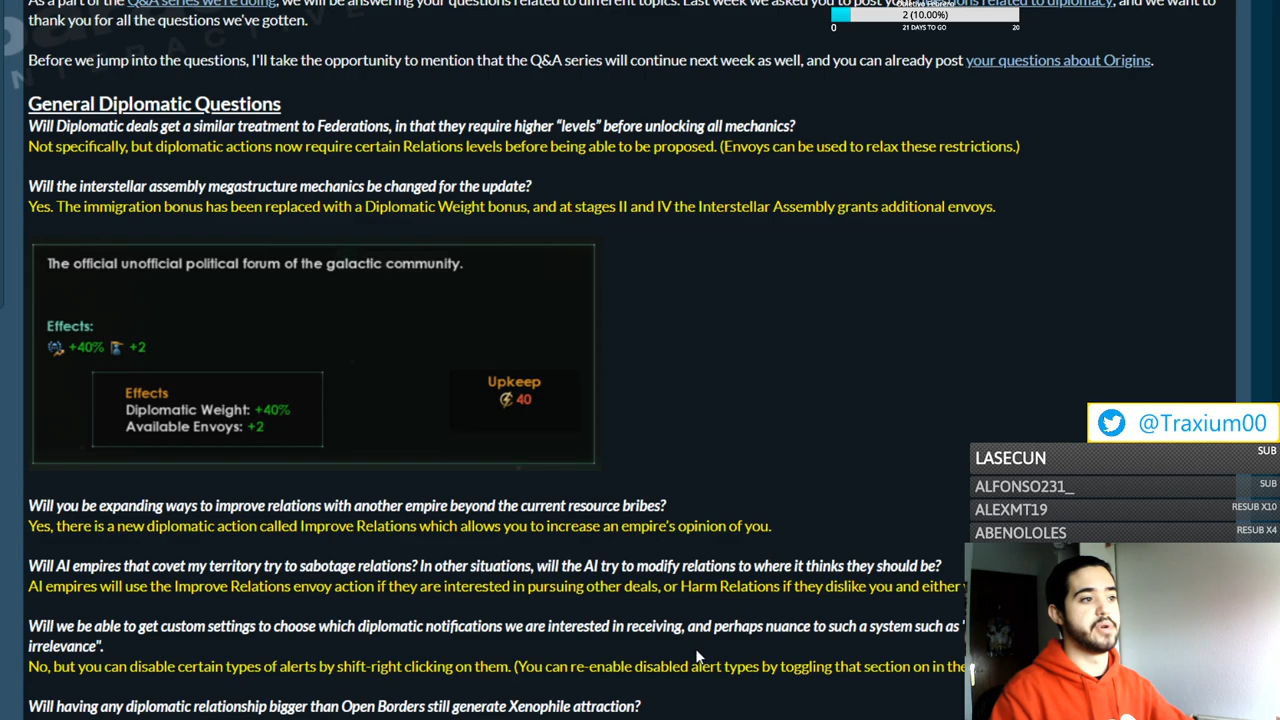 As a part of the Q&A series we're doing, we will be answering your questions related to different topics. Last week we asked you to post your questions related to diplomacy, and we want to
thank you for all the questions we've gotten.
Objetivo Febrero
2 (10.00%)
0
21 DAYS TO GO
20
Before we jump into the questions, I'll take the opportunity to mention that the Q&A series will continue next week as well, and you can already post your questions about Origins.
General Diplomatic Questions
Will Diplomatic deals get a similar treatment to Federations, in that they require higher “levels” before unlocking all mechanics?
Not specifically, but diplomatic actions now require certain Relations levels before being able to be proposed. (Envoys can be used to relax these restrictions.)
Will the interstellar assembly megastructure mechanics be changed for the update?
Yes. The immigration bonus has been replaced with a Diplomatic Weight bonus, and at stages II and IV the Interstellar Assembly grants additional envoys.
The official unofficial political forum of the galactic community.
Effects:
+40% +2
Effects
Diplomatic Weight: +40%
Available Envoys: +2
Upkeep
40
@Traxium00
LASECUN SUB
ALFONSO231_ SUB
ALEXMT19 RESUB X10
ABENOLOLES RESUB X4
Will you be expanding ways to improve relations with another empire beyond the current resource bribes?
Yes, there is a new diplomatic action called Improve Relations which allows you to increase an empire's opinion of you.
Will AI empires that covet my territory try to sabotage relations? In other situations, will the AI try to modify relations to where it thinks they should be?
AI empires will use the Improve Relations envoy action if they are interested in pursuing other deals, or Harm Relations if they dislike you and either
Will we be able to get custom settings to choose which diplomatic notifications we are interested in receiving, and perhaps nuance to such a system such as "
irrelevance".
No, but you can disable certain types of alerts by shift-right clicking on them. (You can re-enable disabled alert types by toggling that section on in the
Will having any diplomatic relationship bigger than Open Borders still generate Xenophile attraction?